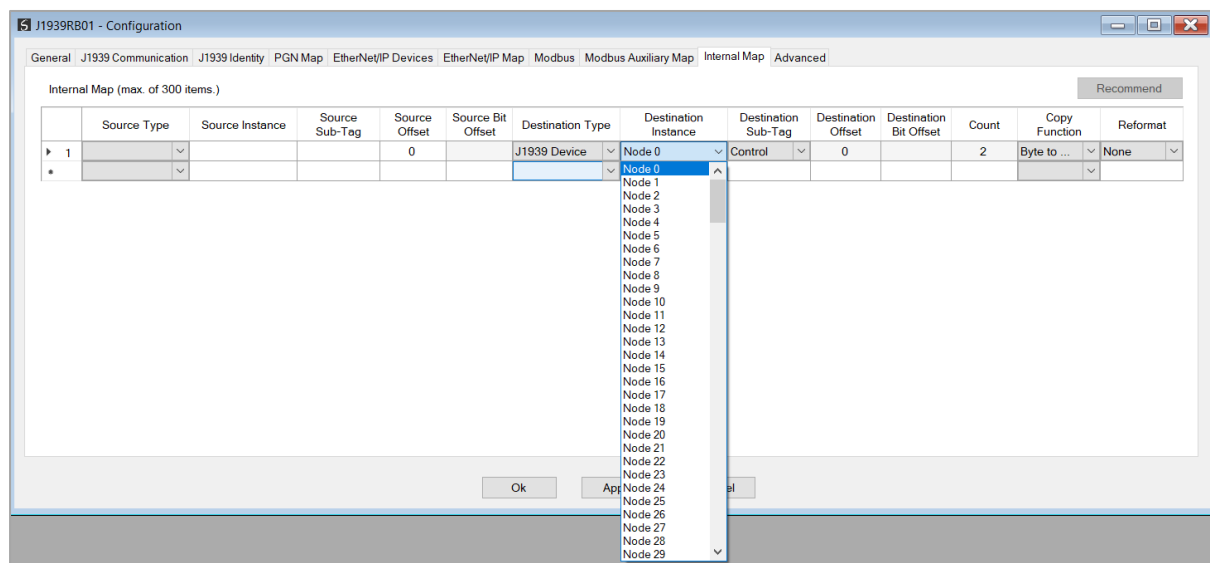 J1939RB01 - Configuration
General J1939 Communication J1939 Identity PGN Map EtherNet/IP Devices EtherNet/IP Map Modbus Modbus Auxiliary Map Internal Map Advanced
Internal Map (max. of 300 items.) Recommend
Source Type Source Instance Source Sub-Tag Source Offset Source Bit Offset Destination Type Destination Instance Destination Sub-Tag Destination Offset Destination Bit Offset Count Copy Function Reformat
1 0 J1939 Device Node 0 Control 0 2 Byte to ... None
Node 0
Node 1
Node 2
Node 3
Node 4
Node 5
Node 6
Node 7
Node 8
Node 9
Node 10
Node 11
Node 12
Node 13
Node 14
Node 15
Node 16
Node 17
Node 18
Node 19
Node 20
Node 21
Node 22
Node 23
Node 24
Node 25
Node 26
Node 27
Node 28
Node 29
Ok